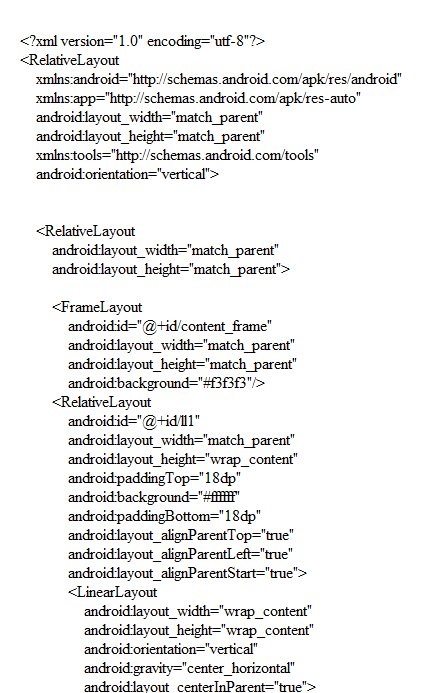 <?xml version="1.0" encoding="utf-8"?>
<RelativeLayout
xmlns:android="http://schemas.android.com/apk/res/android"
xmlns:app="http://schemas.android.com/apk/res-auto"
android:layout_width="match_parent"
android:layout_height="match_parent"
xmlns:tools="http://schemas.android.com/tools"
android:orientation="vertical">
<RelativeLayout
android:layout_width="match_parent"
android:layout_height="match_parent">
<FrameLayout
android:id="@+id/content_frame"
android:layout_width="match_parent"
android:layout_height="match_parent"
android:background="#f3f3f3"/>
<RelativeLayout
android:id="@+id/ll1"
android:layout_width="match_parent"
android:layout_height="wrap_content"
android:paddingTop="18dp"
android:background="#ffffff"
android:paddingBottom="18dp"
android:layout_alignParentTop="true"
android:layout_alignParentLeft="true"
android:layout_alignParentStart="true">
<LinearLayout
android:layout_width="wrap_content"
android:layout_height="wrap_content"
android:orientation="vertical"
android:gravity="center_horizontal"
android:layout_centerInParent="true">